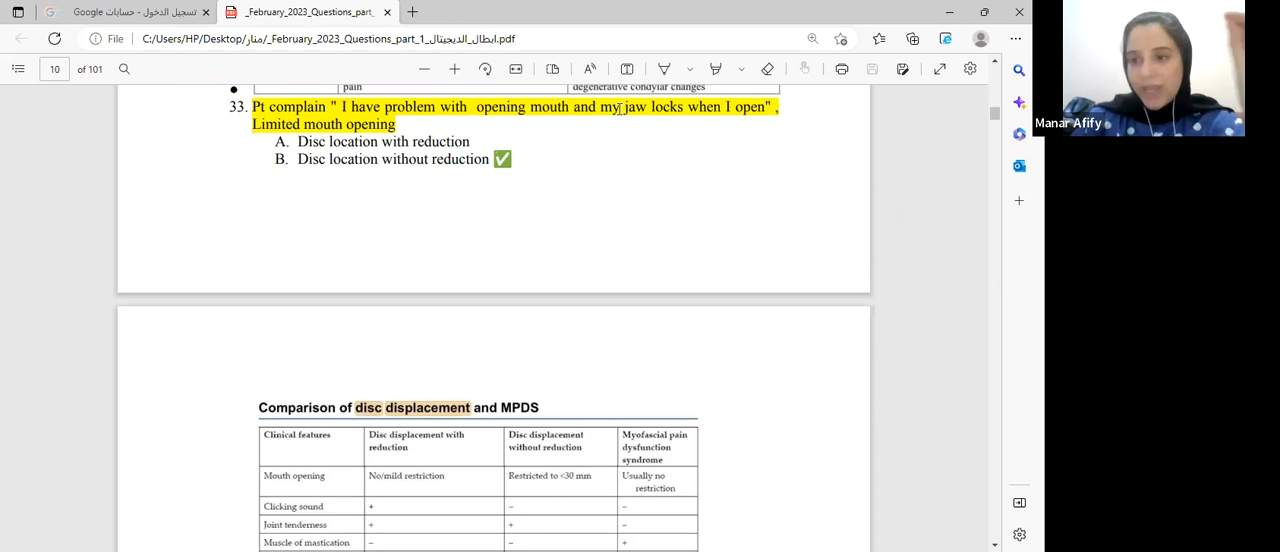 تسجيل الدخول - حسابات Google
_February_2023_Questions_part_
File
C:/Users/HP/Desktop/منار/_February_2023_Questions_part_1_ابطال_الديجيتال.pdf
10 of 101
pain
degenerative condylar changes
33. Pt complain " I have problem with opening mouth and my jaw locks when I open" ,
Limited mouth opening
A. Disc location with reduction
B. Disc location without reduction ✅
Manar Afify
Comparison of disc displacement and MPDS
Clinical features
Disc displacement with
reduction
Disc displacement
without reduction
Myofascial pain
dysfunction
syndrome
Mouth opening
No/mild restriction
Restricted to <30 mm
Usually no
restriction
Clicking sound + – –
Joint tenderness + + –
Muscle of mastication – – +